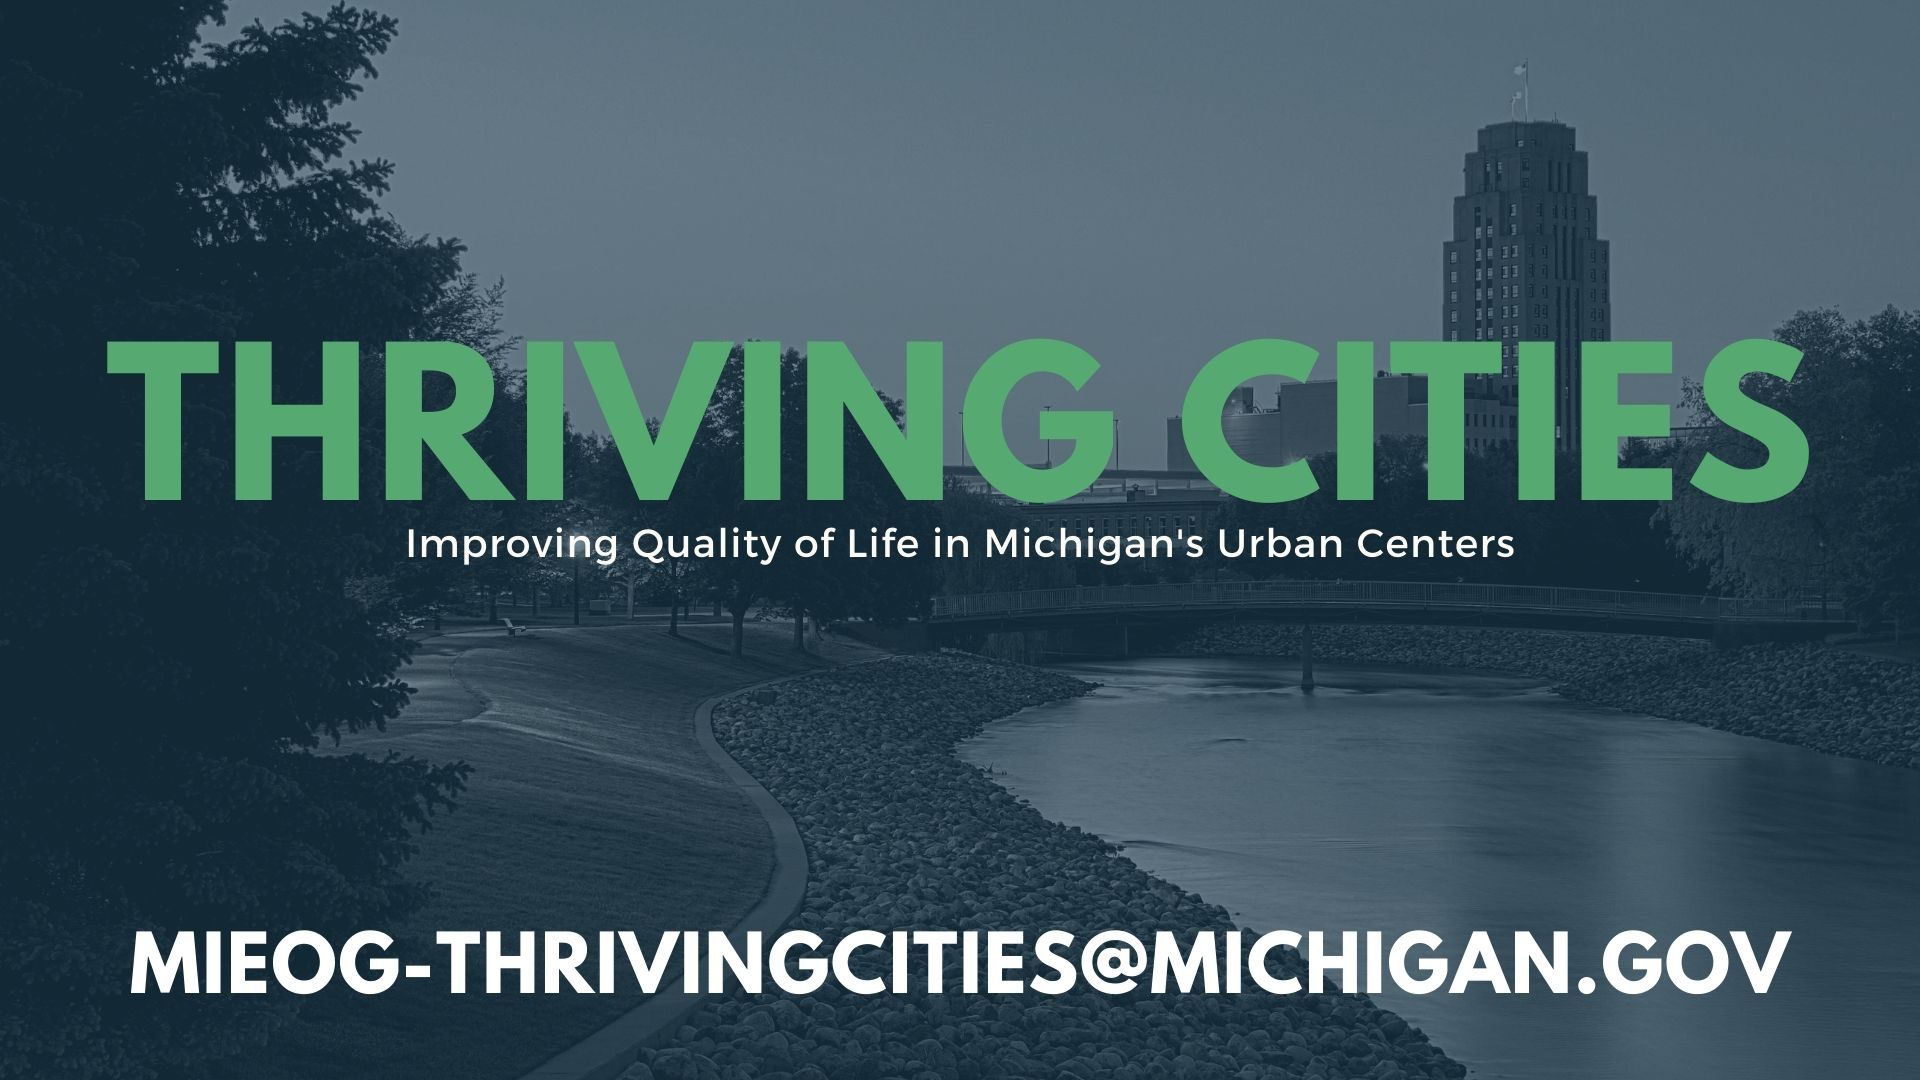 THRIVING CITIES
Improving Quality of Life in Michigan's Urban Centers
MIEOG-THRIVINGCITIES@MICHIGAN.GOV